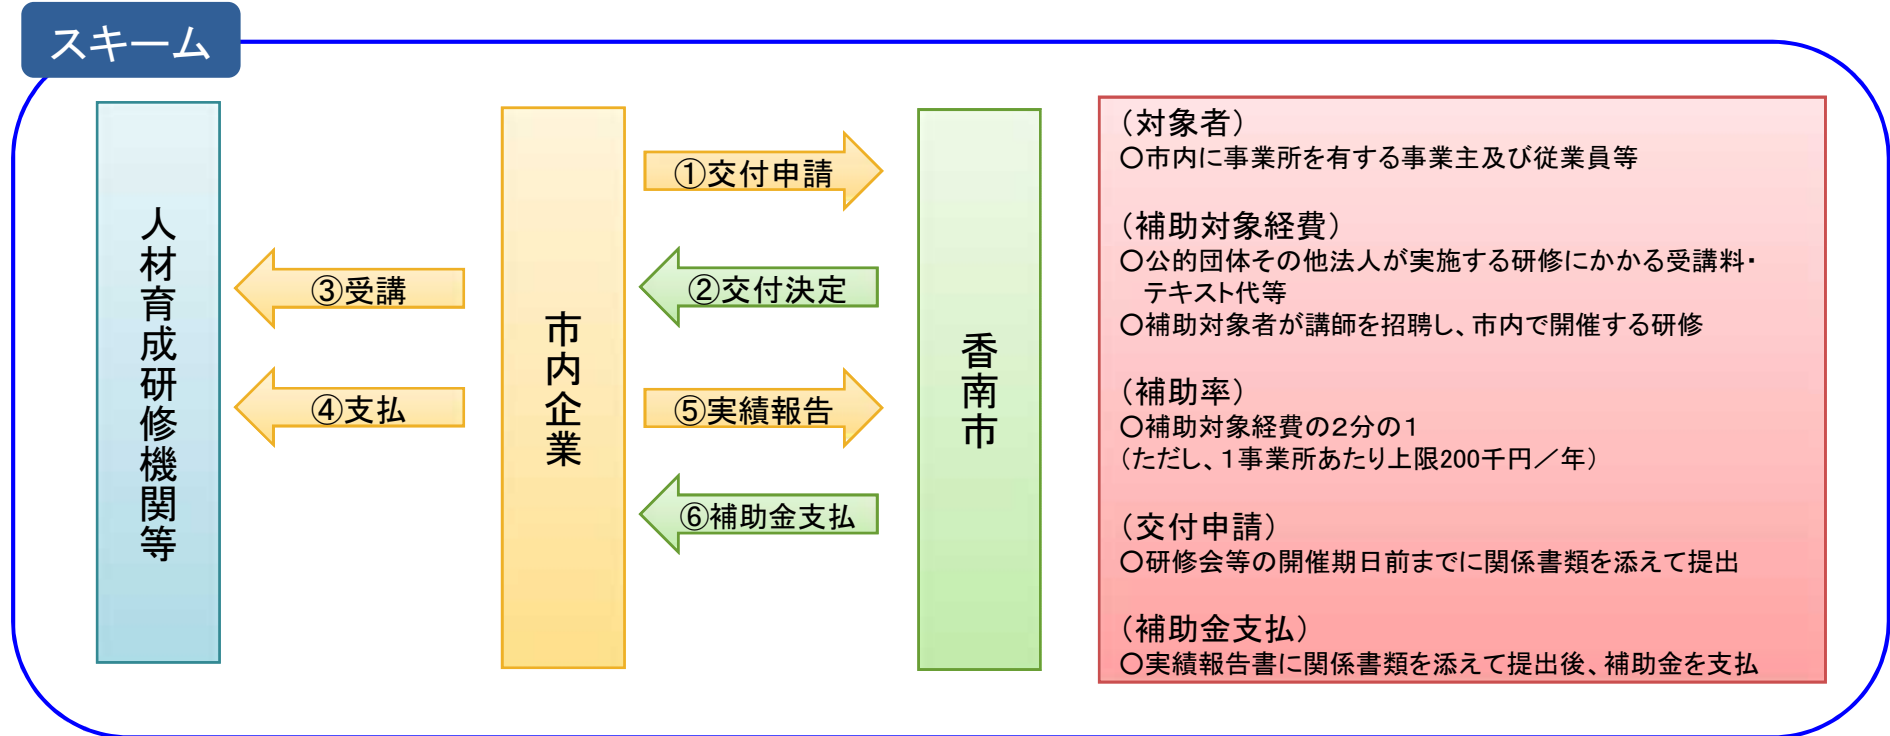 スキーム
人材育成研修機関等
③受講
④支払
市内企業
①交付申請
②交付決定
⑤実績報告
⑥補助金支払
香南市
（対象者）
〇市内に事業所を有する事業主及び従業員等
（補助対象経費）
〇公的団体その他法人が実施する研修にかかる受講料・
テキスト代等
〇補助対象者が講師を招聘し、市内で開催する研修
（補助率）
〇補助対象経費の２分の１
（ただし、１事業所あたり上限200千円／年）
（交付申請）
〇研修会等の開催期日前までに関係書類を添えて提出
（補助金支払）
〇実績報告書に関係書類を添えて提出後、補助金を支払